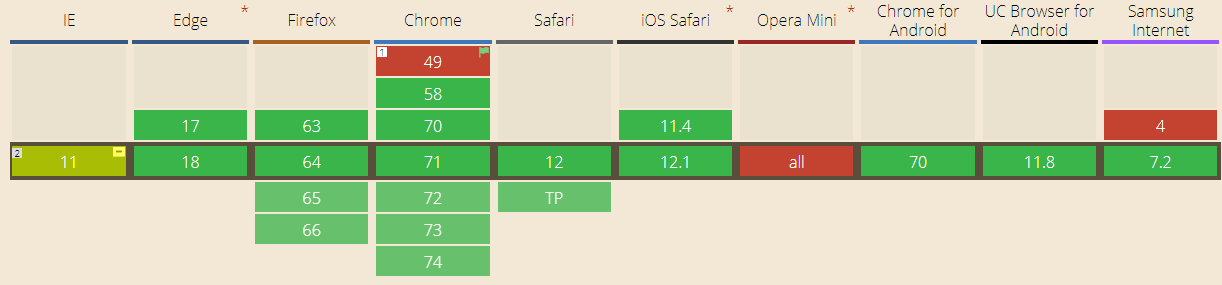 IE Edge * Firefox Chrome Safari iOS Safari * Opera Mini * Chrome for Android UC Browser for Android Samsung Internet
1 49
58
17 63 70 11.4 4
2 11 18 64 71 12 12.1 all 70 11.8 7.2
65 72 TP
66 73
74